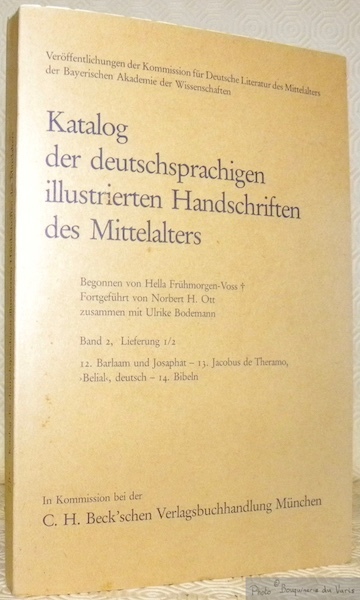 Veröffentlichungen der Kommission für Deutsche Literatur des Mittelalters
der Bayerischen Akademie der Wissenschaften
Katalog
der deutschsprachigen
illustrierten Handschriften
des Mittelalters
Begonnen von Hella Frühmorgen-Voss †
Fortgeführt von Norbert H. Ott
zusammen mit Ulrike Bodemann
Band 2, Lieferung 1/2
12. Barlaam und Josaphat – 13. Jacobus de Theramo,
›Belial‹, deutsch – 14. Bibeln
In Kommission bei der
C. H. Beck'schen Verlagsbuchhandlung München
Photo © Bouquinerie du Varis